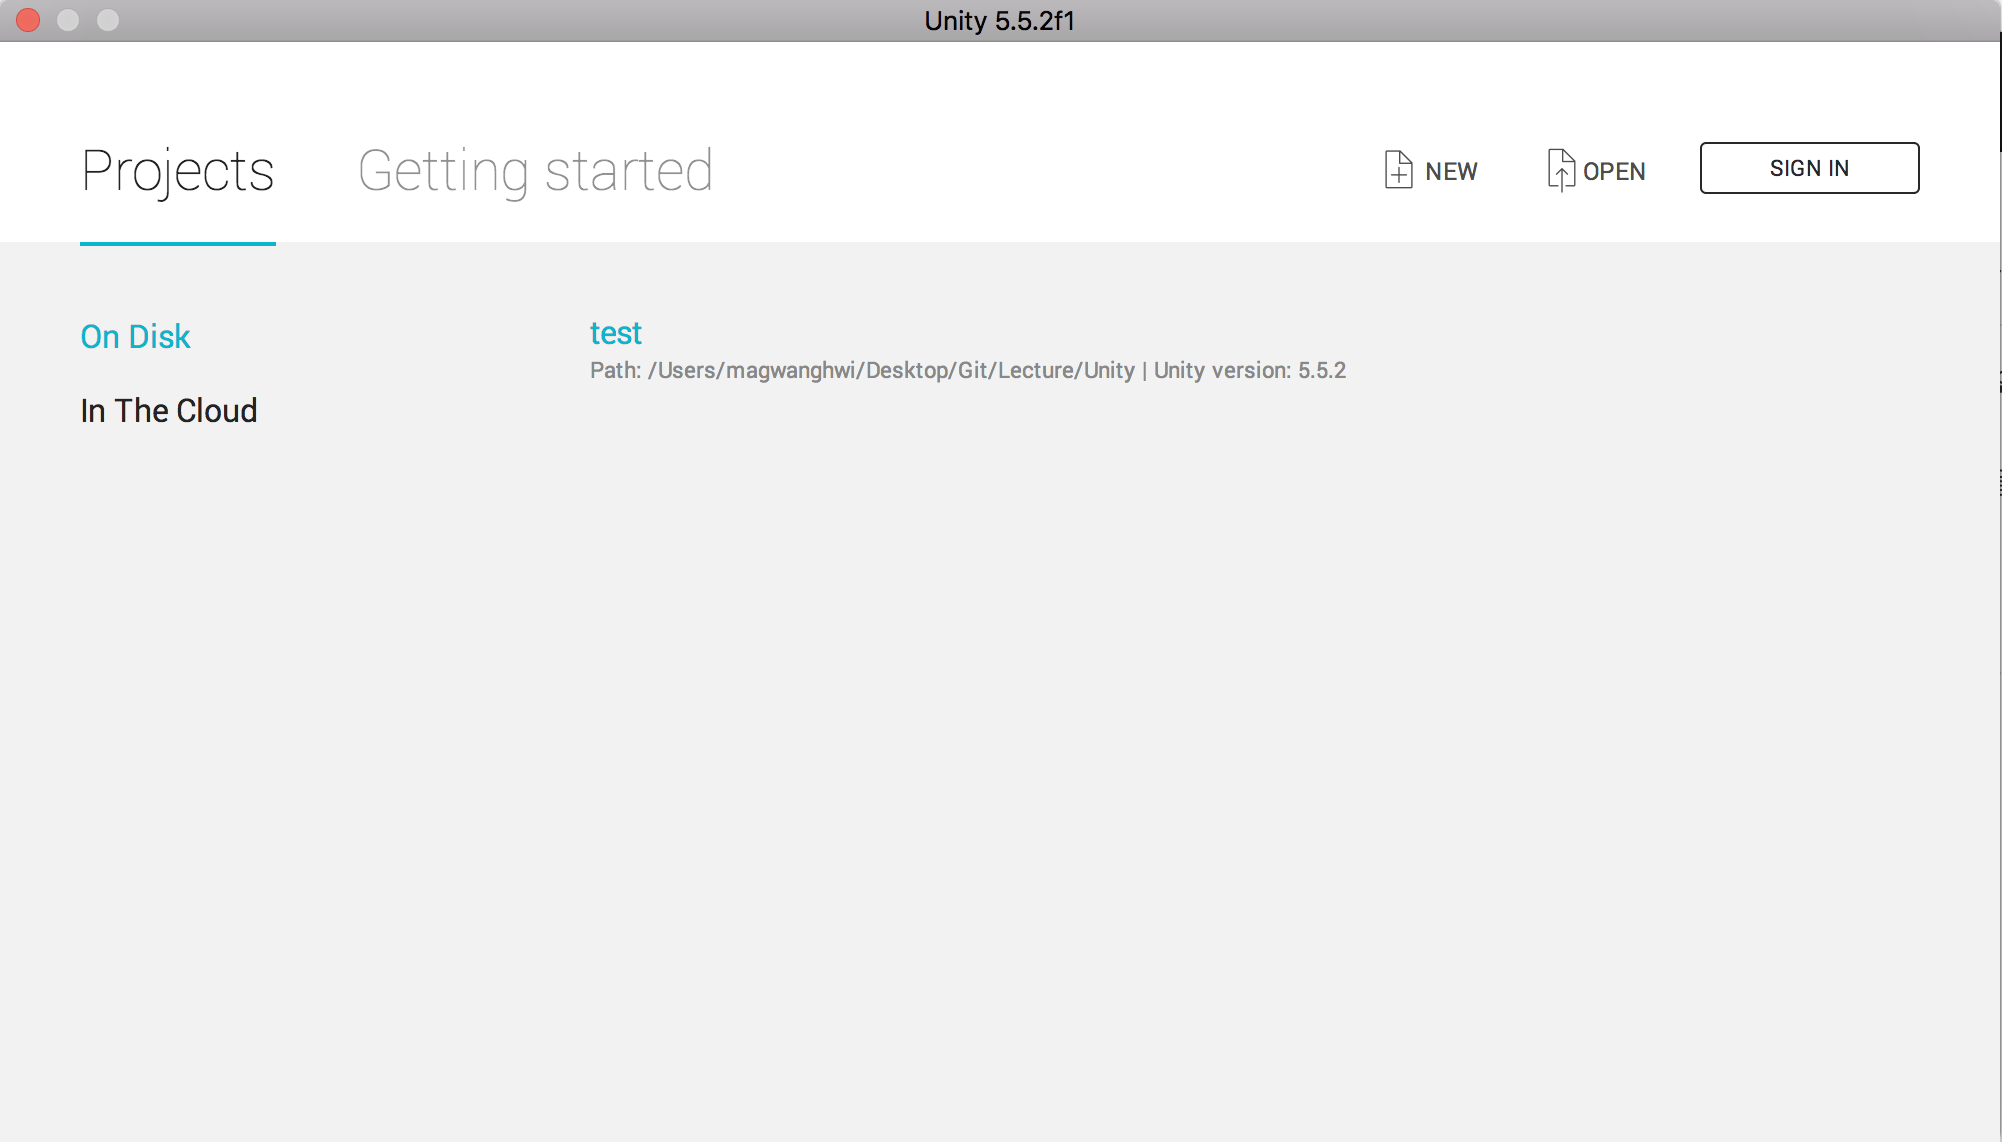 Unity 5.5.2f1
Projects
Getting started
NEW
OPEN
SIGN IN
On Disk
In The Cloud
test
Path: /Users/magwanghwi/Desktop/Git/Lecture/Unity | Unity version: 5.5.2